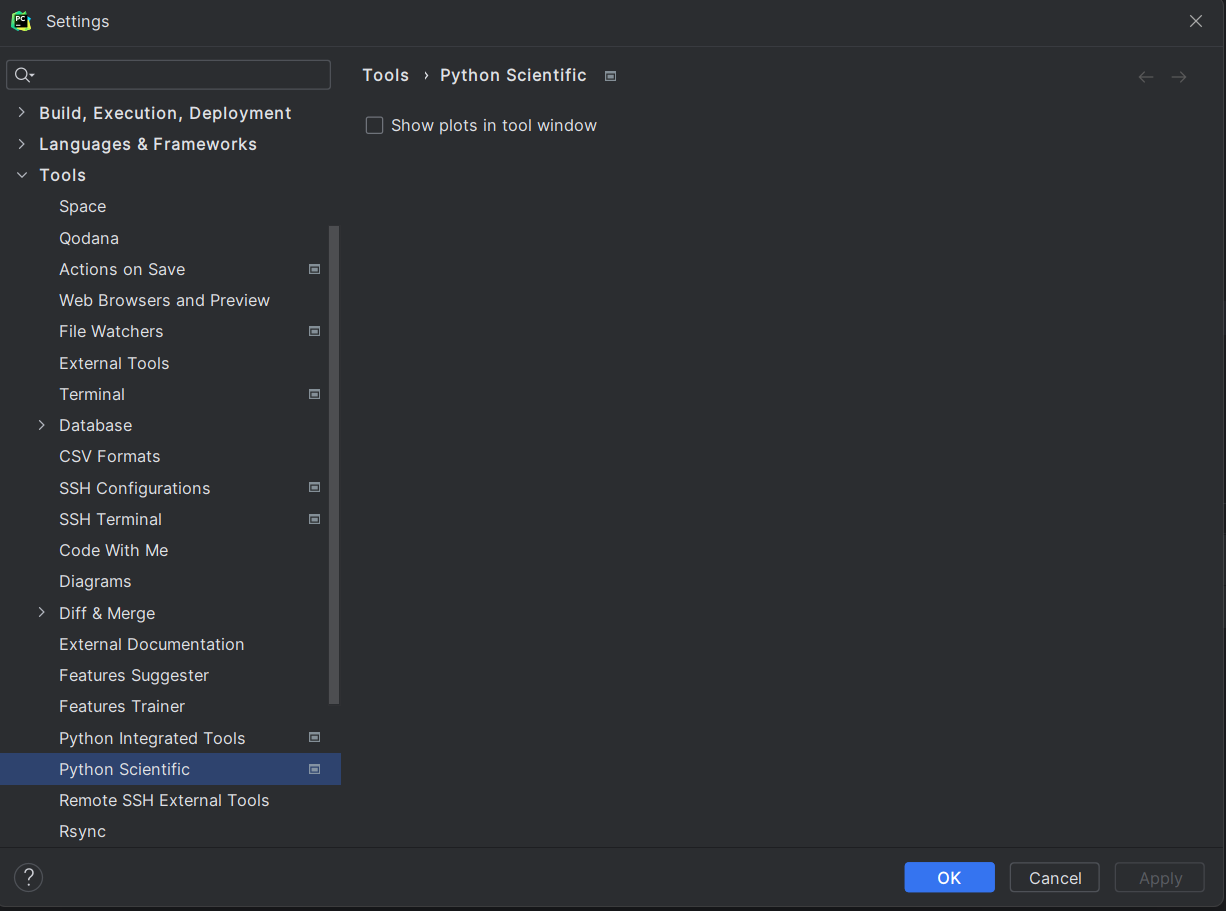 PC
Settings
Tools › Python Scientific
Build, Execution, Deployment
Show plots in tool window
Languages & Frameworks
Tools
Space
Qodana
Actions on Save
Web Browsers and Preview
File Watchers
External Tools
Terminal
Database
CSV Formats
SSH Configurations
SSH Terminal
Code With Me
Diagrams
Diff & Merge
External Documentation
Features Suggester
Features Trainer
Python Integrated Tools
Python Scientific
Remote SSH External Tools
Rsync
?
OK
Cancel
Apply